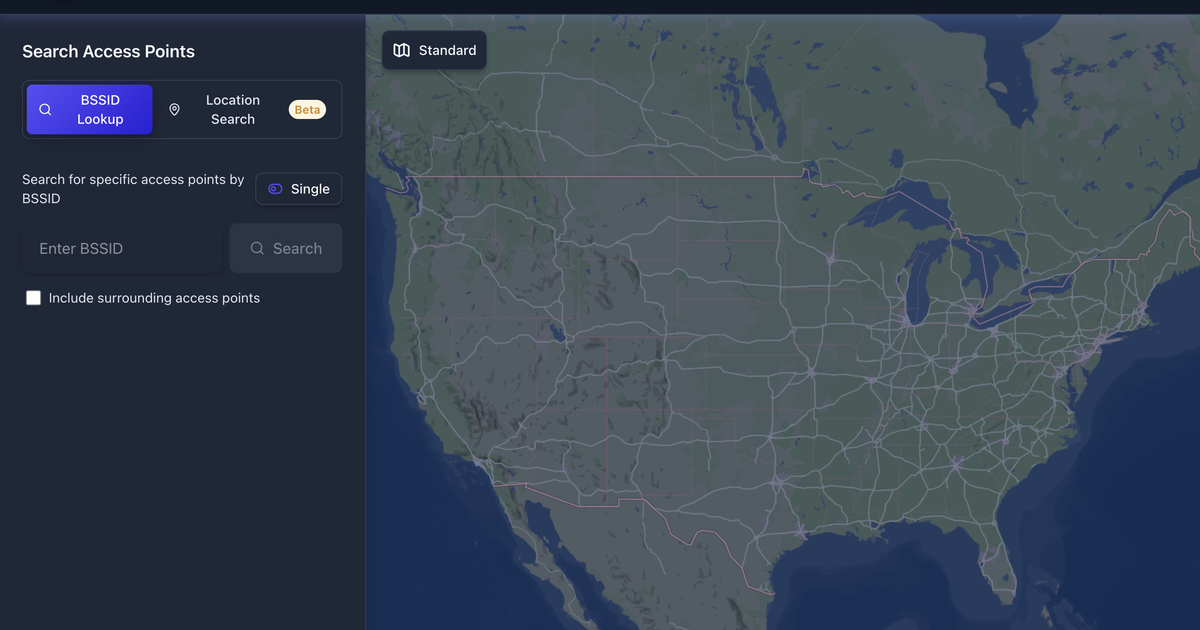 Search Access Points
BSSID
Lookup
Location
Search
Beta
Search for specific access points by
BSSID
Single
Enter BSSID
Search
Include surrounding access points
Standard